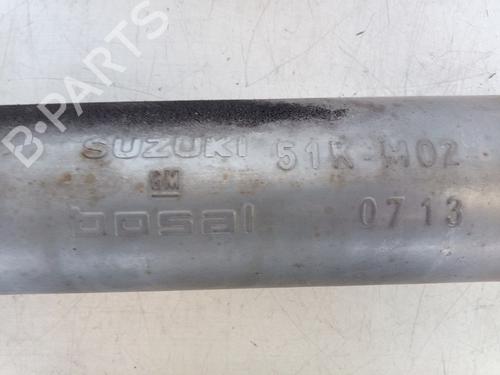 B-PARTS
SUZUKI 51K-M02
GM
bosal 0713